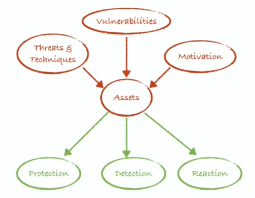 Vulnerabilities
Threats &
Techniques
Motivation
Assets
Protection
Detection
Reaction